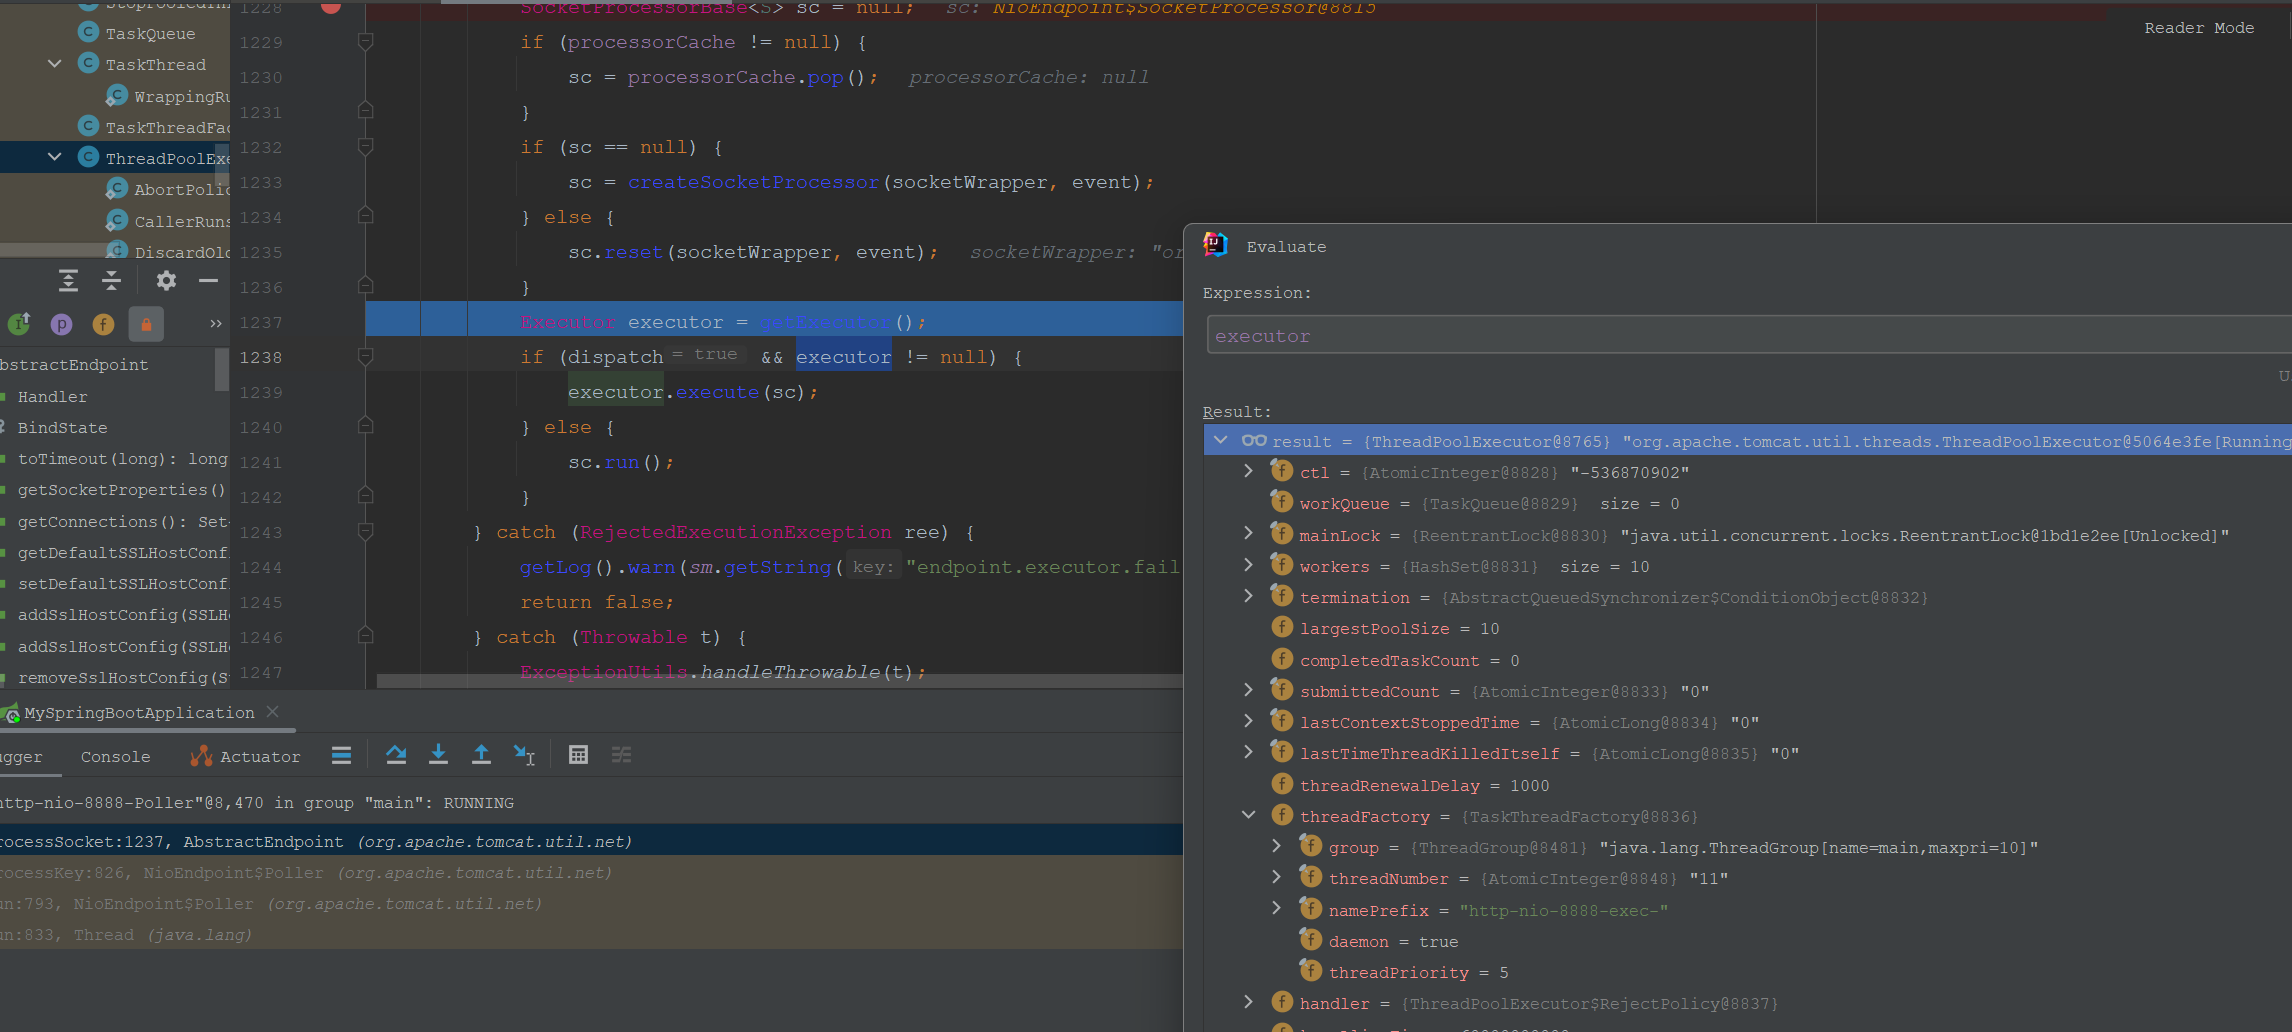 StopPooledTh
TaskQueue
TaskThread
WrappingRu
TaskThreadFac
ThreadPoolExe
AbortPolic
CallerRuns
DiscardOld
bstractEndpoint
Handler
BindState
toTimeout(long): long
getSocketProperties()
getConnections(): Set
getDefaultSSLHostConf
setDefaultSSLHostConf
addSslHostConfig(SSLH
addSslHostConfig(SSLH
removeSslHostConfig(S
1228 SocketProcessorBase<S> sc = null; sc: NioEndpoint$SocketProcessor@8815
1229 if (processorCache != null) {
1230 sc = processorCache.pop(); processorCache: null
1231 }
1232 if (sc == null) {
1233 sc = createSocketProcessor(socketWrapper, event);
1234 } else {
1235 sc.reset(socketWrapper, event); socketWrapper: "or
1236 }
1237 Executor executor = getExecutor();
1238 if (dispatch = true && executor != null) {
1239 executor.execute(sc);
1240 } else {
1241 sc.run();
1242 }
1243 } catch (RejectedExecutionException ree) {
1244 getLog().warn(sm.getString( key: "endpoint.executor.fail
1245 return false;
1246 } catch (Throwable t) {
1247 ExceptionUtils.handleThrowable(t);
Reader Mode
MySpringBootApplication
ugger Console Actuator
http-nio-8888-Poller"@8,470 in group "main": RUNNING
rocessSocket:1237, AbstractEndpoint (org.apache.tomcat.util.net)
rocessKey:826, NioEndpoint$Poller (org.apache.tomcat.util.net)
un:793, NioEndpoint$Poller (org.apache.tomcat.util.net)
un:833, Thread (java.lang)
Evaluate
Expression:
executor
Result:
result = {ThreadPoolExecutor@8765} "org.apache.tomcat.util.threads.ThreadPoolExecutor@5064e3fe[Running
ctl = {AtomicInteger@8828} "-536870902"
workQueue = {TaskQueue@8829} size = 0
mainLock = {ReentrantLock@8830} "java.util.concurrent.locks.ReentrantLock@1bd1e2ee[Unlocked]"
workers = {HashSet@8831} size = 10
termination = {AbstractQueuedSynchronizer$ConditionObject@8832}
largestPoolSize = 10
completedTaskCount = 0
submittedCount = {AtomicInteger@8833} "0"
lastContextStoppedTime = {AtomicLong@8834} "0"
lastTimeThreadKilledItself = {AtomicLong@8835} "0"
threadRenewalDelay = 1000
threadFactory = {TaskThreadFactory@8836}
group = {ThreadGroup@8481} "java.lang.ThreadGroup[name=main,maxpri=10]"
threadNumber = {AtomicInteger@8848} "11"
namePrefix = "http-nio-8888-exec-"
daemon = true
threadPriority = 5
handler = {ThreadPoolExecutor$RejectPolicy@8837}